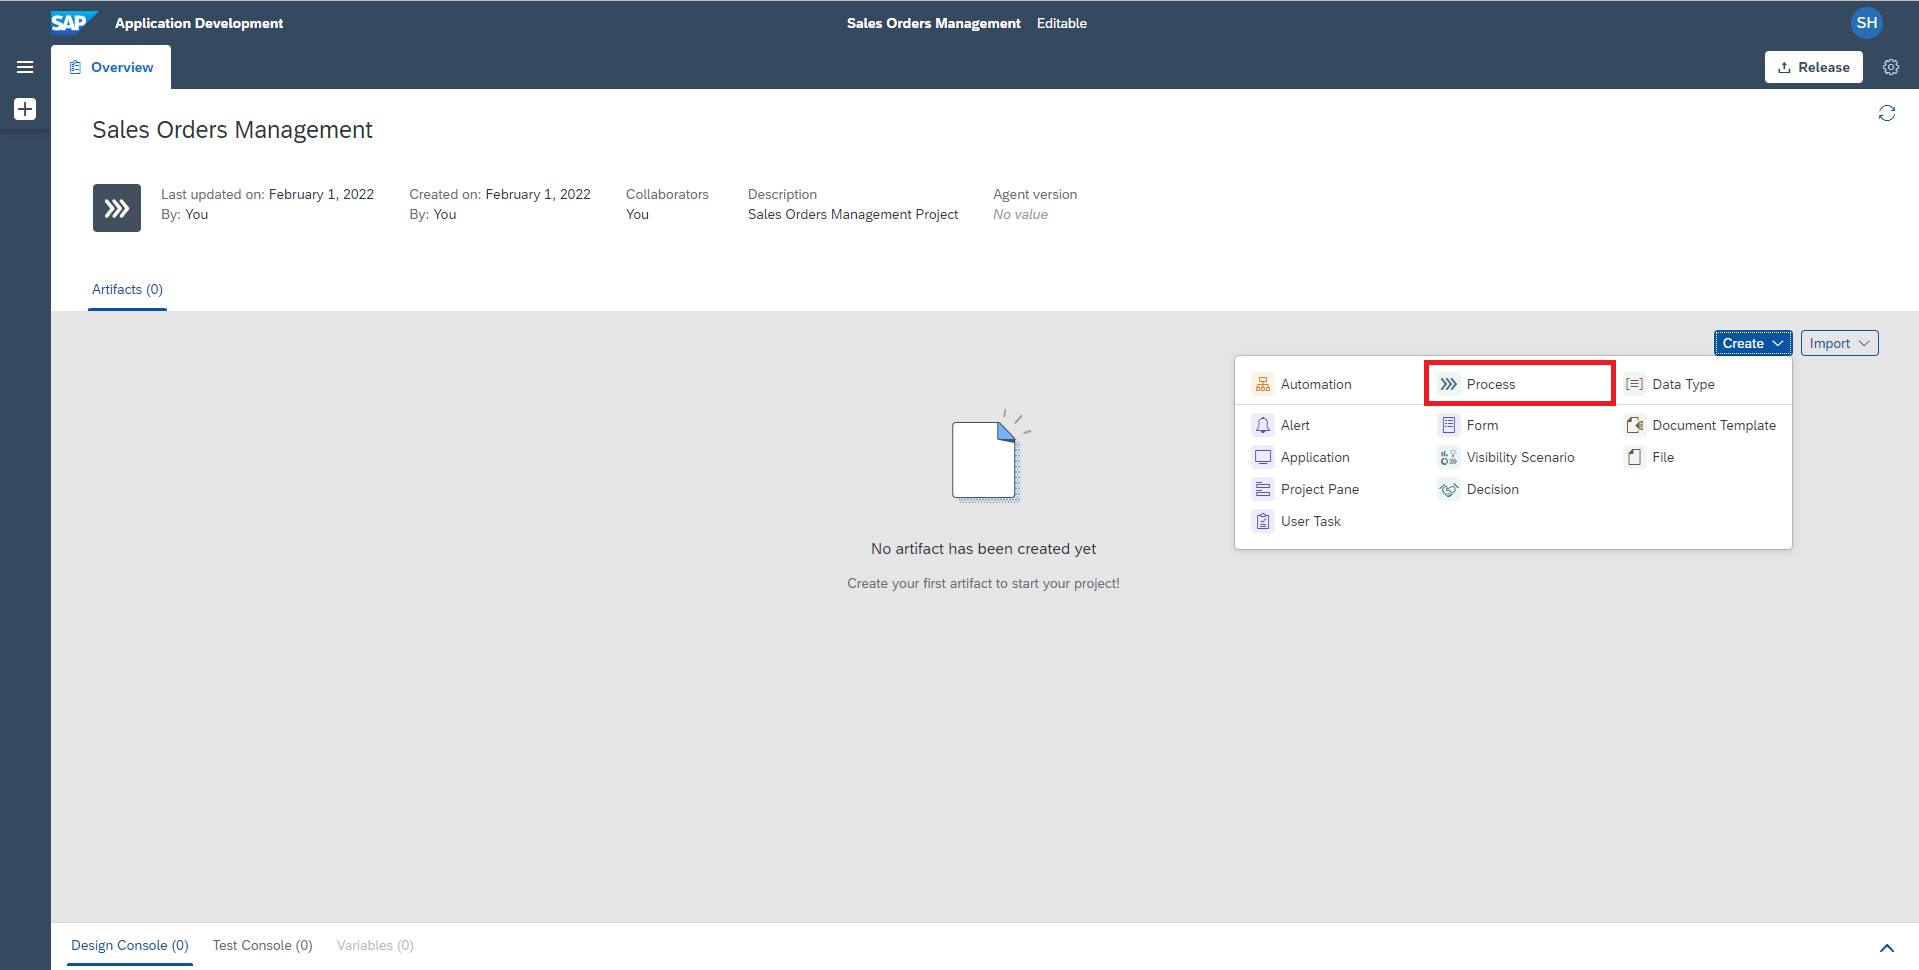 SAP Application Development Sales Orders Management Editable SH
Overview Release
Sales Orders Management
Last updated on: February 1, 2022 Created on: February 1, 2022 Collaborators Description Agent version
By: You By: You You Sales Orders Management Project No value
Artifacts (0)
Create Import
Automation Process Data Type
Alert Form Document Template
Application Visibility Scenario File
Project Pane Decision
User Task
No artifact has been created yet
Create your first artifact to start your project!
Design Console (0) Test Console (0) Variables (0)